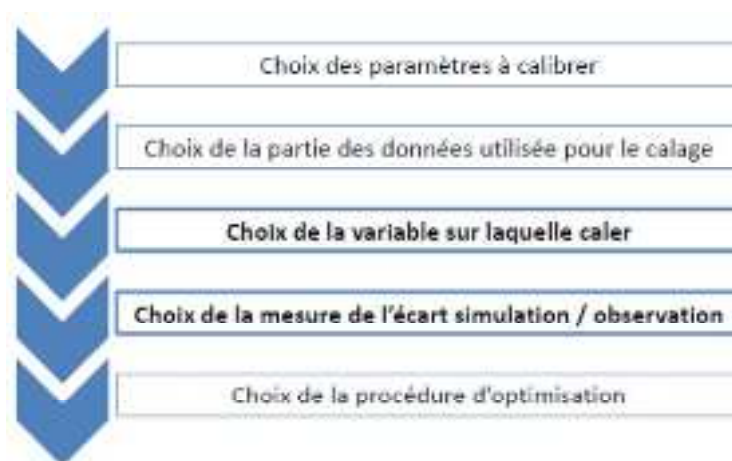 Choix des paramètres à calibrer
Choix de la partie des données utilisée pour le calage
Choix de la variable sur laquelle caler
Choix de la mesure de l'écart simulation / observation
Choix de la procédure d'optimisation